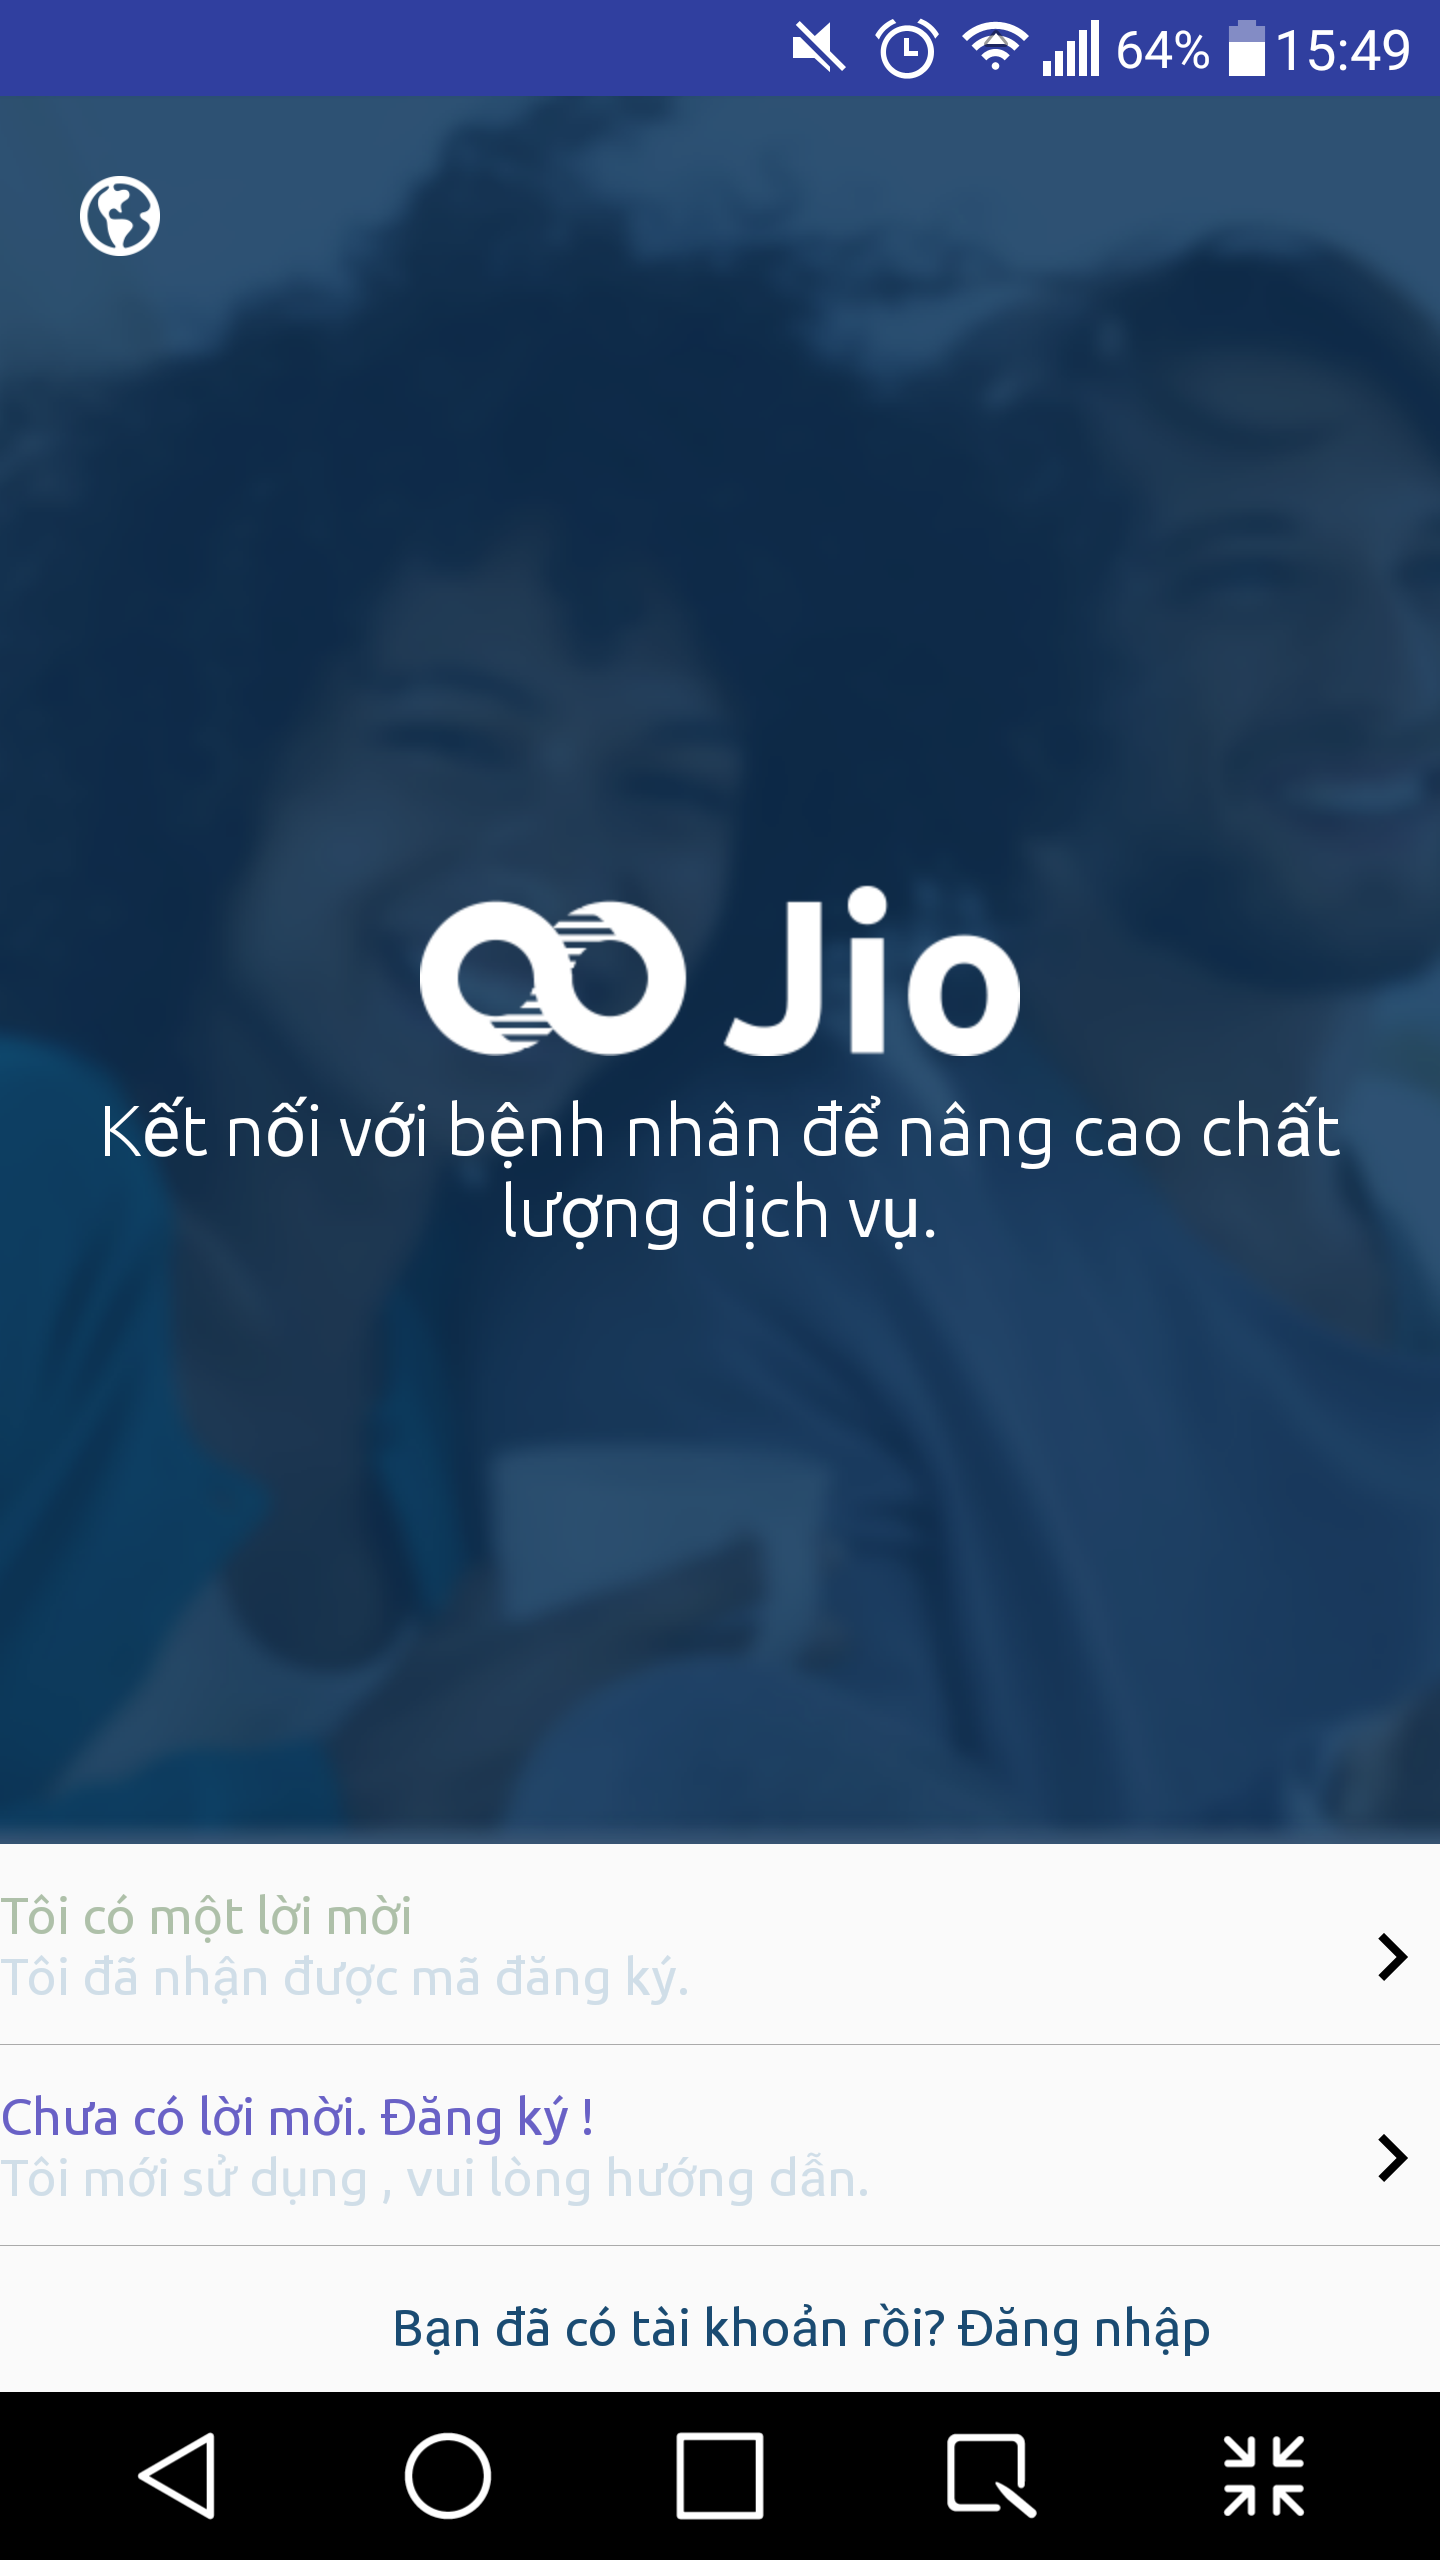 64% 15:49
Jio
Kết nối với bệnh nhân để nâng cao chất
lượng dịch vụ.
Tôi có một lời mời
Tôi đã nhận được mã đăng ký.
Chưa có lời mời. Đăng ký !
Tôi mới sử dụng , vui lòng hướng dẫn.
Bạn đã có tài khoản rồi? Đăng nhập